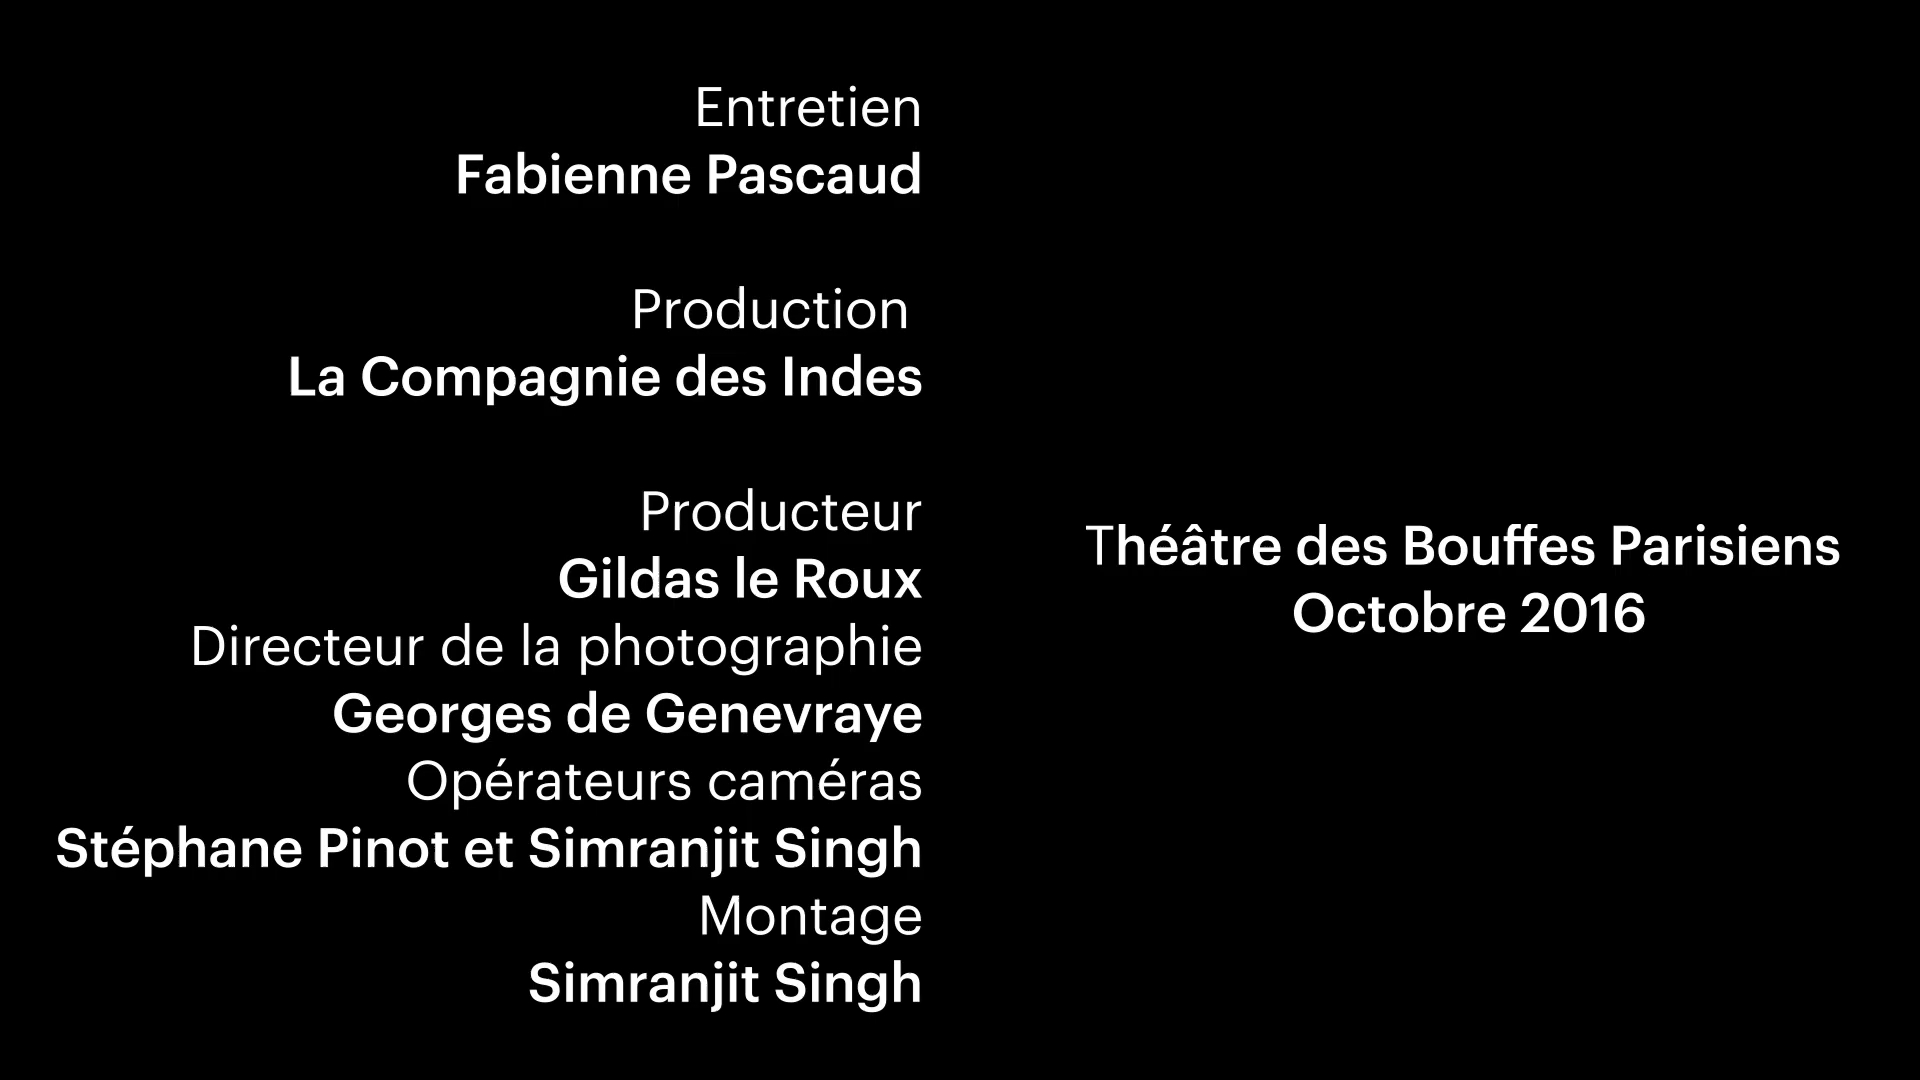 Entretien
Fabienne Pascaud
Production
La Compagnie des Indes
Producteur
Gildas le Roux
Directeur de la photographie
Georges de Genevraye
Opérateurs caméras
Stéphane Pinot et Simranjit Singh
Montage
Simranjit Singh
Théâtre des Bouffes Parisiens
Octobre 2016